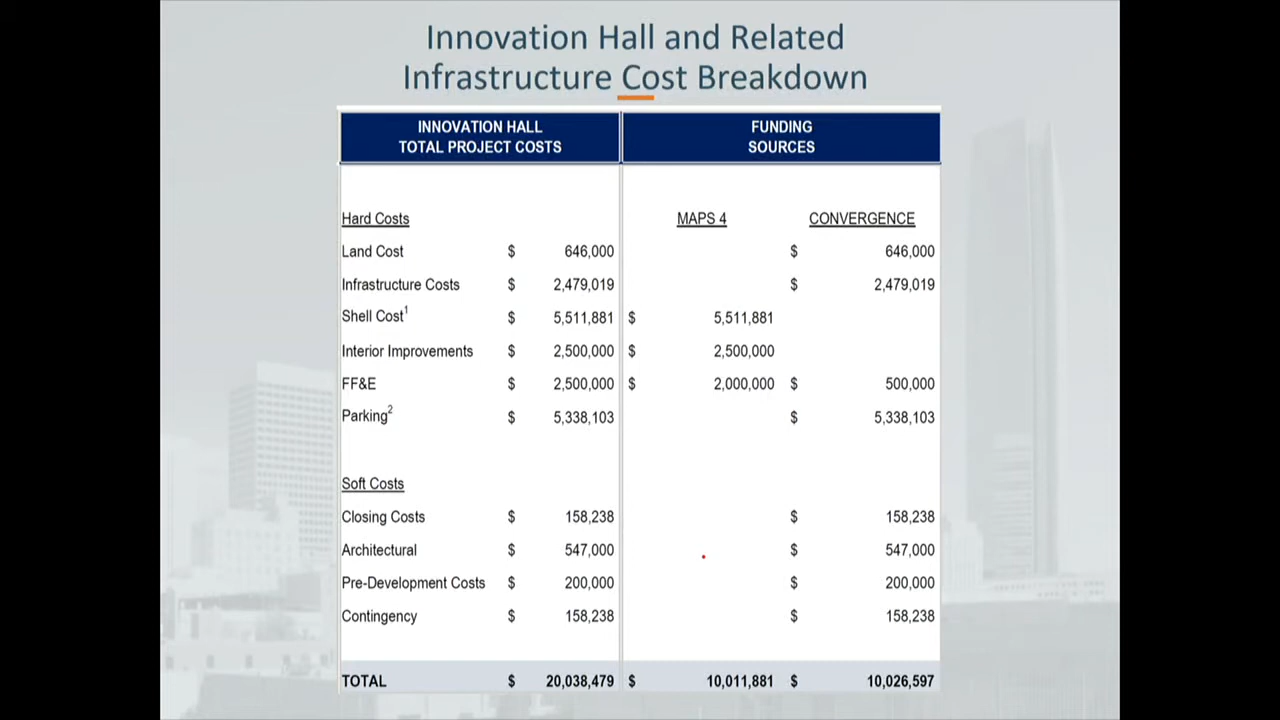 Innovation Hall and Related
Infrastructure Cost Breakdown
INNOVATION HALL
TOTAL PROJECT COSTS
FUNDING
SOURCES
Hard Costs MAPS 4 CONVERGENCE
Land Cost $ 646,000 $ 646,000
Infrastructure Costs $ 2,479,019 $ 2,479,019
Shell Cost¹ $ 5,511,881 $ 5,511,881
Interior Improvements $ 2,500,000 $ 2,500,000
FF&E $ 2,500,000 $ 2,000,000 $ 500,000
Parking² $ 5,338,103 $ 5,338,103
Soft Costs
Closing Costs $ 158,238 $ 158,238
Architectural $ 547,000 $ 547,000
Pre-Development Costs $ 200,000 $ 200,000
Contingency $ 158,238 $ 158,238
TOTAL $ 20,038,479 $ 10,011,881 $ 10,026,597